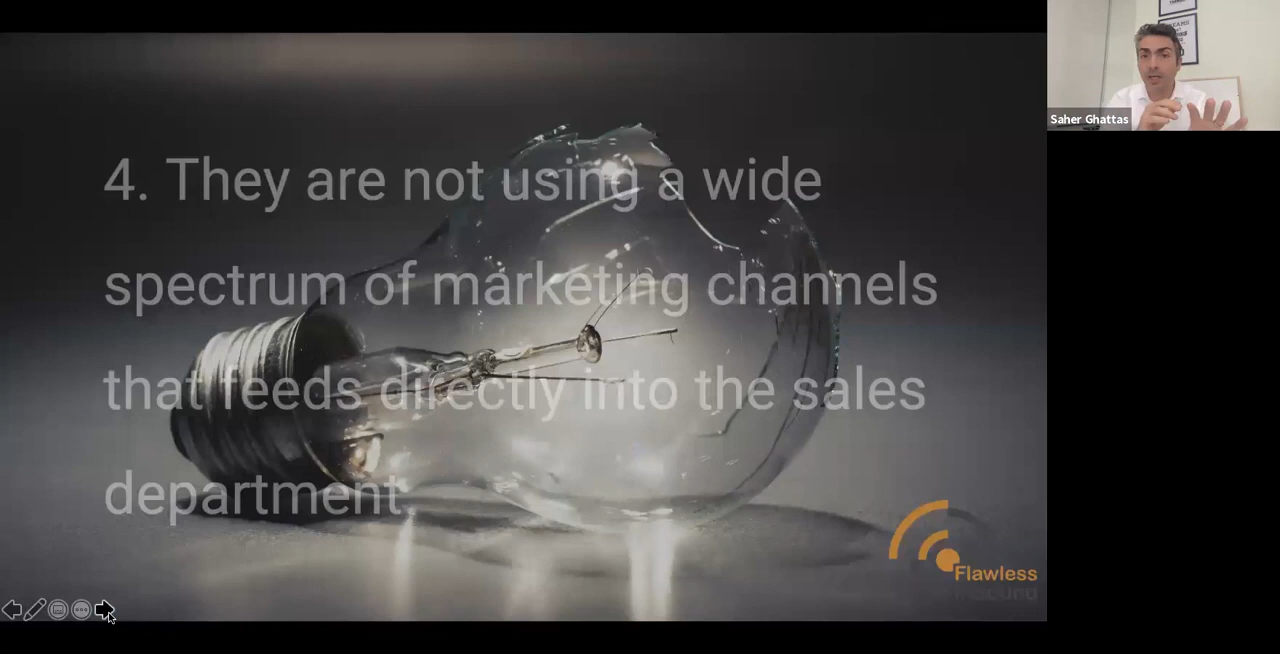 4. They are not using a wide
spectrum of marketing channels
that feeds directly into the sales
department
Flawless
Inbound
Saher Ghattas